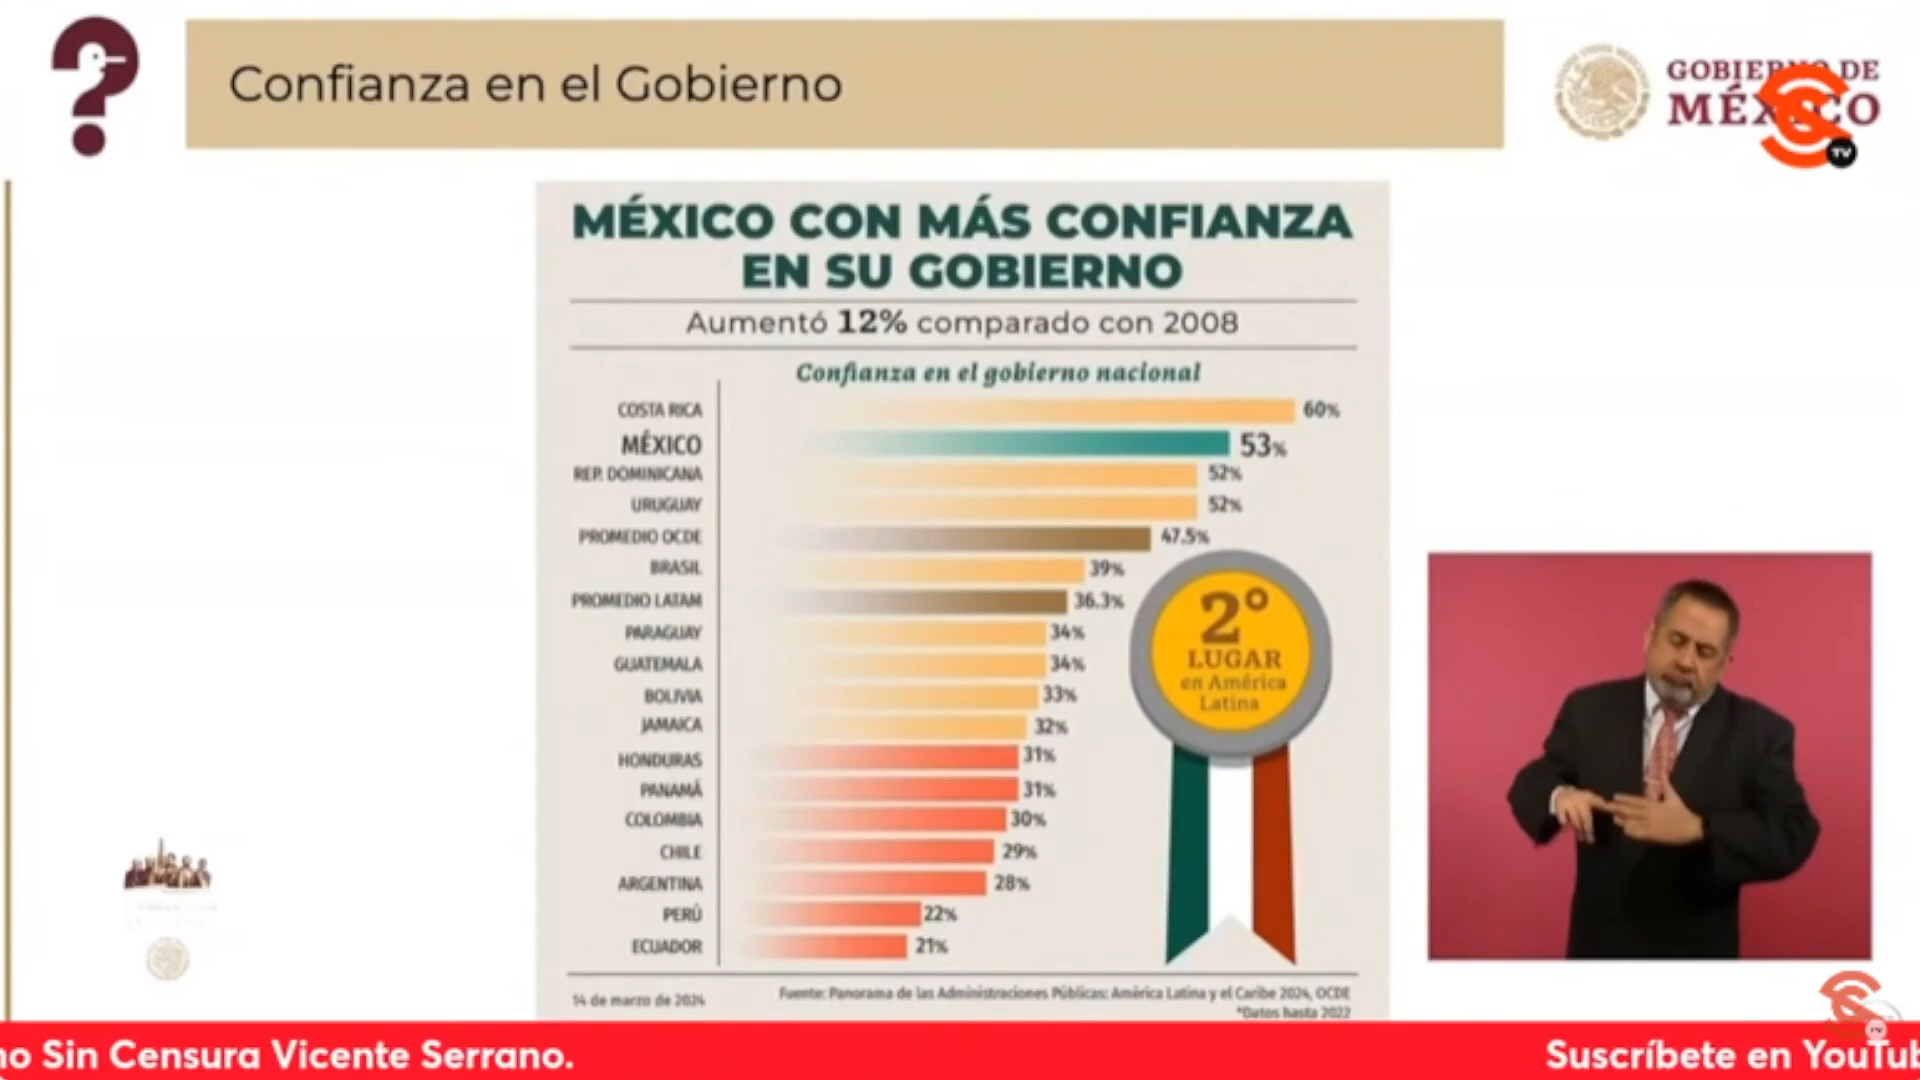 Confianza en el Gobierno
GOBIERNO DE
MÉXICO
TV
MÉXICO CON MÁS CONFIANZA
EN SU GOBIERNO
Aumentó 12% comparado con 2008
Confianza en el gobierno nacional
COSTA RICA 60%
MÉXICO 53%
REP. DOMINICANA 52%
URUGUAY 52%
PROMEDIO OCDE 47.5%
BRASIL 39%
PROMEDIO LATAM 36.3%
PARAGUAY 34%
GUATEMALA 34%
BOLIVIA 33%
JAMAICA 32%
HONDURAS 31%
PANAMÁ 31%
COLOMBIA 30%
CHILE 29%
ARGENTINA 28%
PERÚ 22%
ECUADOR 21%
2°
LUGAR
en América
Latina
14 de marzo de 2024
Fuente: Panorama de las Administraciones Públicas: América Latina y el Caribe 2024, OCDE
*Datos hasta 2022
TV
no Sin Censura Vicente Serrano.
Suscríbete en YouTub